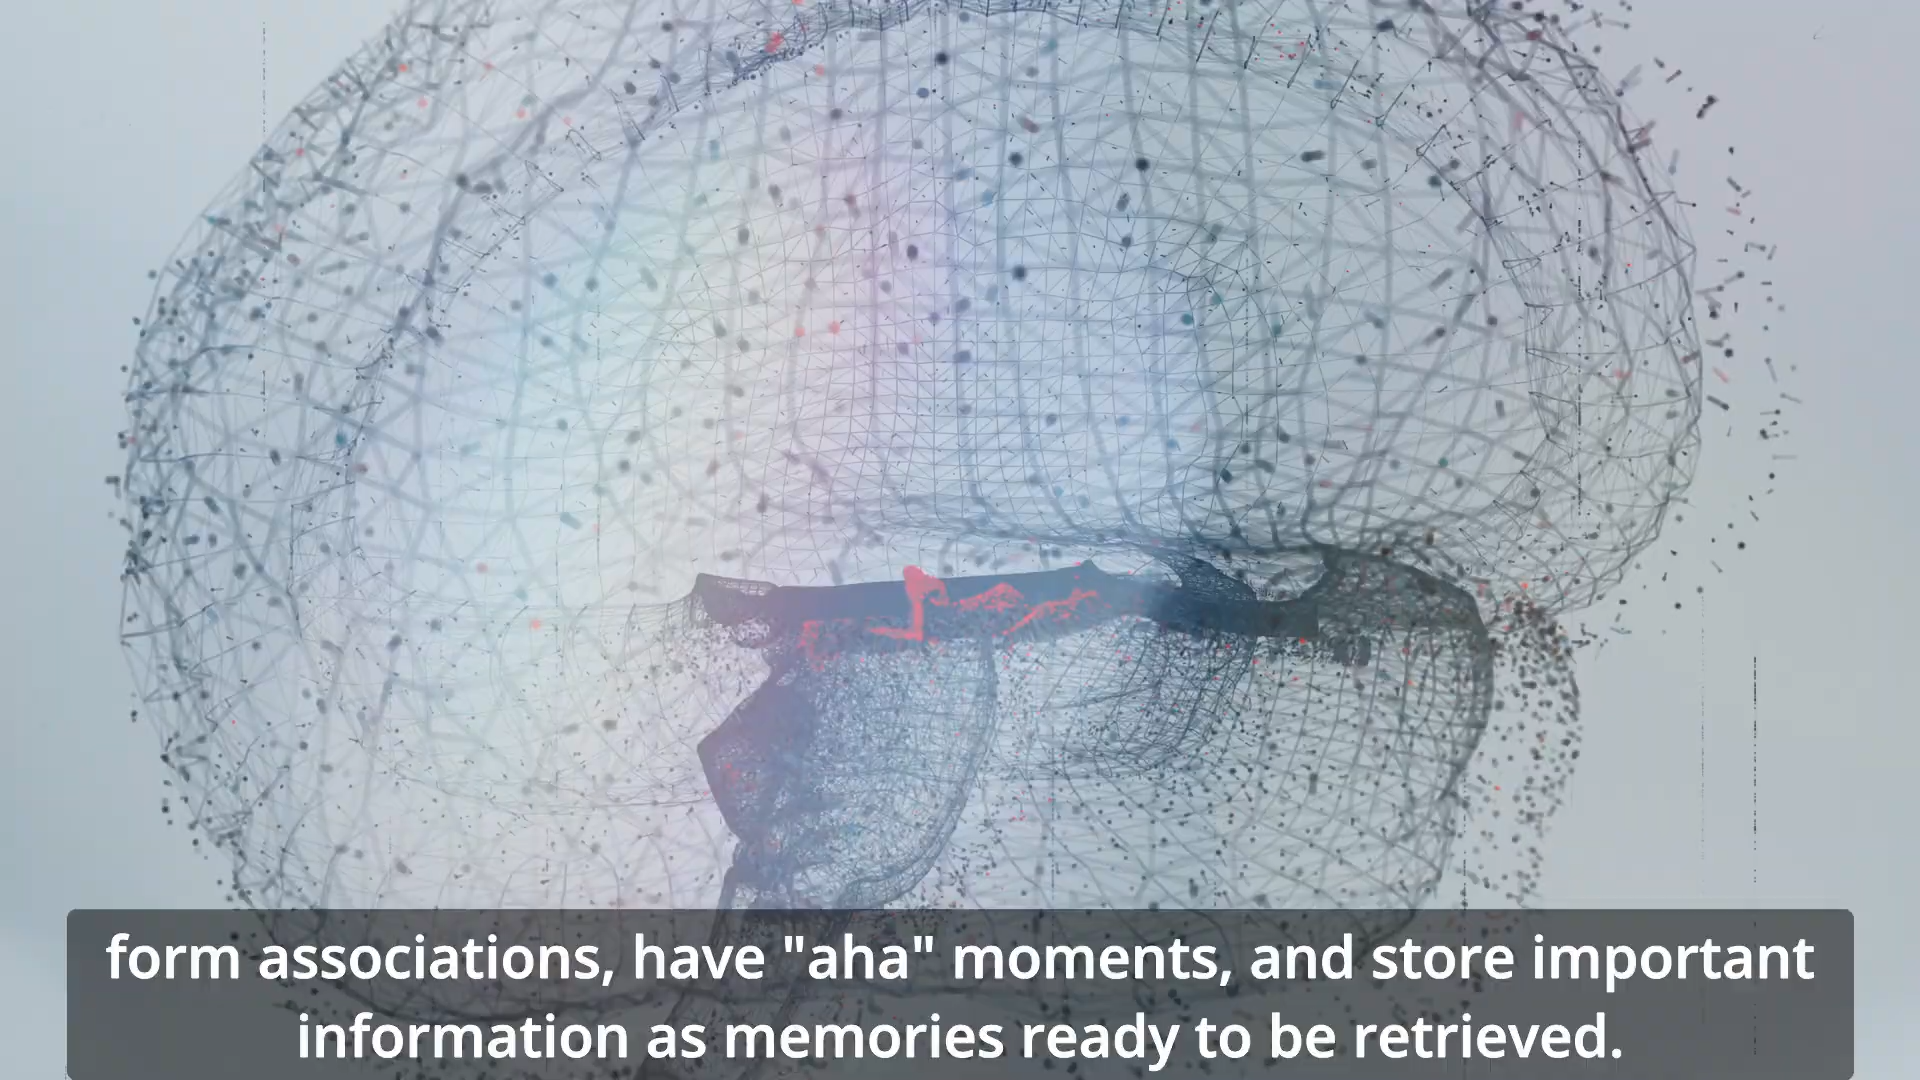 form associations, have "aha" moments, and store important
information as memories ready to be retrieved.